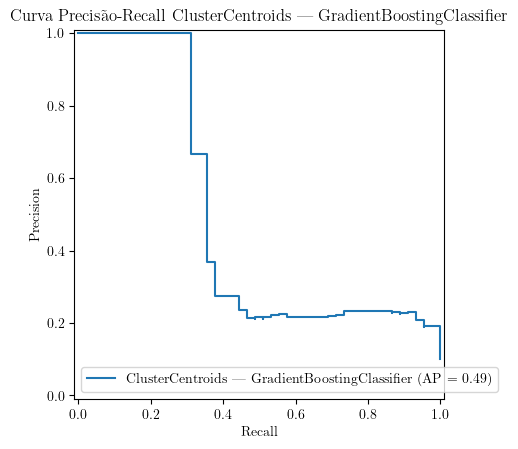 Curva Precisão-Recall ClusterCentroids — GradientBoostingClassifier
1.0
0.8
0.6
0.4
0.2
0.0
Precision
ClusterCentroids — GradientBoostingClassifier (AP = 0.49)
0.0 0.2 0.4 0.6 0.8 1.0
Recall